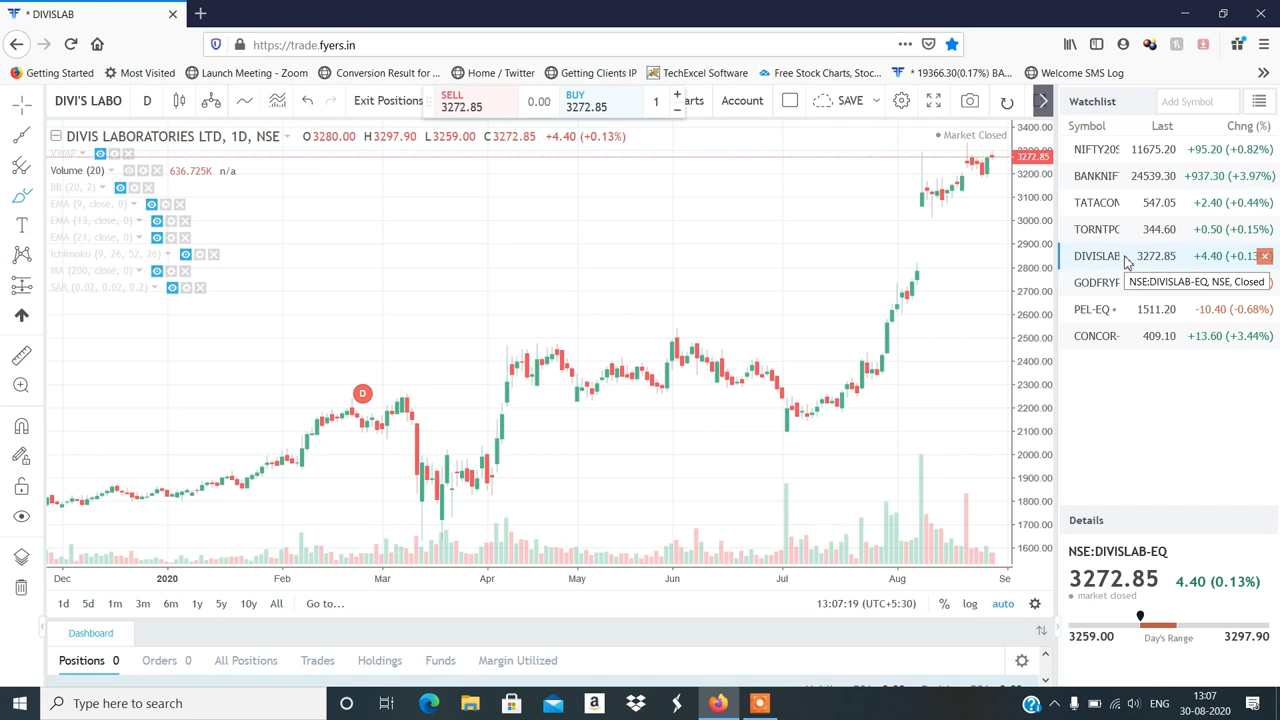 * DIVISLAB
https://trade.fyers.in
Getting Started
Most Visited
Launch Meeting - Zoom
Conversion Result for ...
Home / Twitter
Getting Clients IP
TechExcel Software
Free Stock Charts, Stoc...
* 19366.30(0.17%) BA...
Welcome SMS Log
DIVI'S LABO
D
Exit Positions
SELL
3272.85
0.00
BUY
3272.85
1
arts
Account
SAVE
DIVIS LABORATORIES LTD, 1D, NSE
O3280.00 H3297.90 L3259.00 C3272.85 +4.40 (+0.13%)
Market Closed
VWAP
Volume (20) 636.725K n/a
BB (20, 2)
EMA (9, close, 0)
EMA (13, close, 0)
EMA (21, close, 0)
Ichimoku (9, 26, 52, 26)
MA (200, close, 0)
SAR (0.02, 0.02, 0.2)
D
3400.00
3272.85
3200.00
3100.00
3000.00
2900.00
2800.00
2700.00
2600.00
2500.00
2400.00
2300.00
2200.00
2100.00
2000.00
1900.00
1800.00
1700.00
1600.00
Dec 2020 Feb Mar Apr May Jun Jul Aug Se
1d 5d 1m 3m 6m 1y 5y 10y All Go to...
13:07:19 (UTC+5:30) % log auto
Dashboard
Positions 0 Orders 0 All Positions Trades Holdings Funds Margin Utilized
Watchlist
Add Symbol
Symbol Last Chng (%)
NIFTY20S 11675.20 +95.20 (+0.82%)
BANKNIF 24539.30 +937.30 (+3.97%)
TATACON 547.05 +2.40 (+0.44%)
TORNTPC 344.60 +0.50 (+0.15%)
DIVISLAB 3272.85 +4.40 (+0.13
NSE:DIVISLAB-EQ, NSE, Closed
GODFRYP
PEL-EQ 1511.20 -10.40 (-0.68%)
CONCOR- 409.10 +13.60 (+3.44%)
Details
NSE:DIVISLAB-EQ
3272.85 4.40 (0.13%)
market closed
3259.00 Day's Range 3297.90
Type here to search
ENG
13:07
30-08-2020